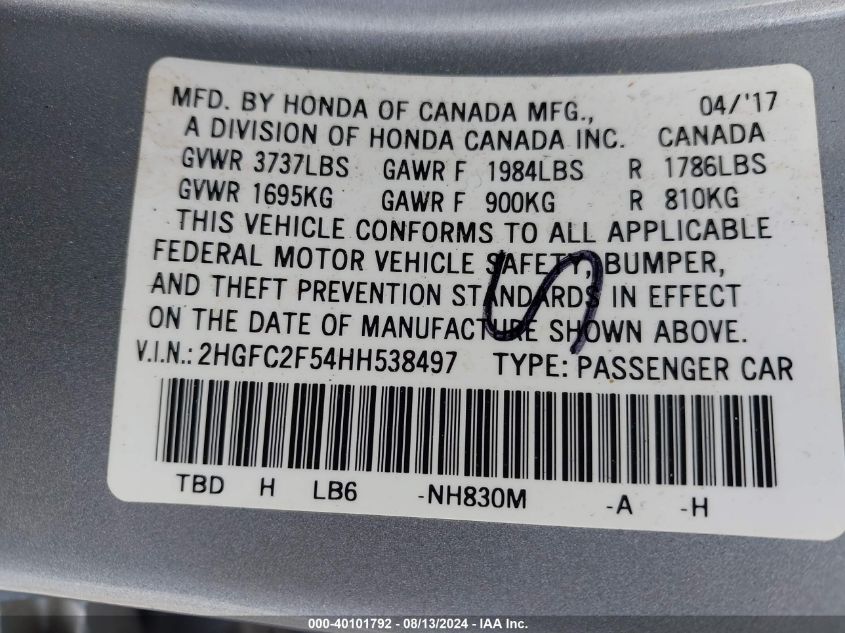 MFD. BY HONDA OF CANADA MFG., 04/'17
A DIVISION OF HONDA CANADA INC. CANADA
GVWR 3737LBS GAWR F 1984LBS R 1786LBS
GVWR 1695KG GAWR F 900KG R 810KG
THIS VEHICLE CONFORMS TO ALL APPLICABLE
FEDERAL MOTOR VEHICLE SAFETY, BUMPER,
AND THEFT PREVENTION STANDARDS IN EFFECT
ON THE DATE OF MANUFACTURE SHOWN ABOVE.
V.I.N.: 2HGFC2F54HH538497 TYPE: PASSENGER CAR
TBD H LB6 -NH830M -A -H
000-40101792 - 08/13/2024 - IAA Inc.